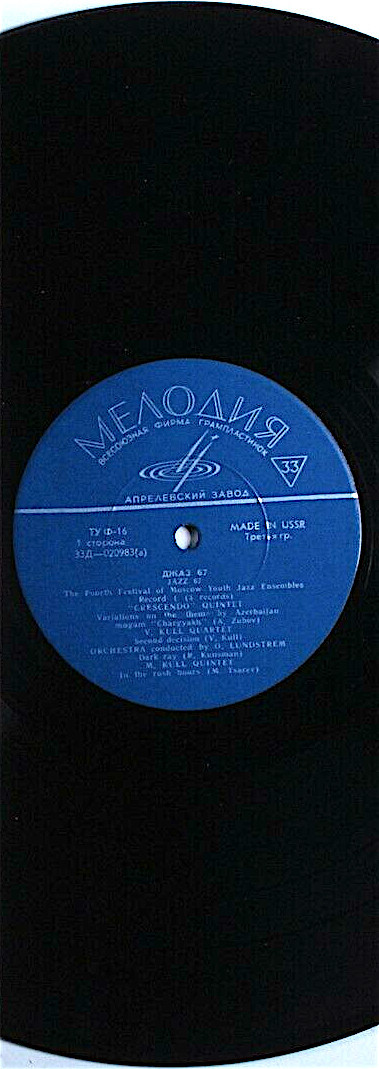 МЕЛОДИЯ
ВСЕСОЮЗНАЯ ФИРМА ГРАМПЛАСТИНОК
33
АПРЕЛЕВСКИЙ ЗАВОД
ТУ Ф-16
MADE IN USSR
1 сторона
Третья гр.
33Д—020983(а)
ДЖАЗ 67
JAZZ 67
The Fourth Festival of Moscow Youth Jazz Ensembles
Record 1 (4 records)
"CRESCENDO" QUINTET
Variations on the theme by Azerbaijan
mugam "Chargyakh" (A. Zubov)
V. KULL QUARTET
Second decision (V. Kull)
ORCHESTRA conducted by O. LUNDSTREM
Dark ray (R. Kunsman)
M. KULL QUINTET
In the rush hours (M. Tsarev)